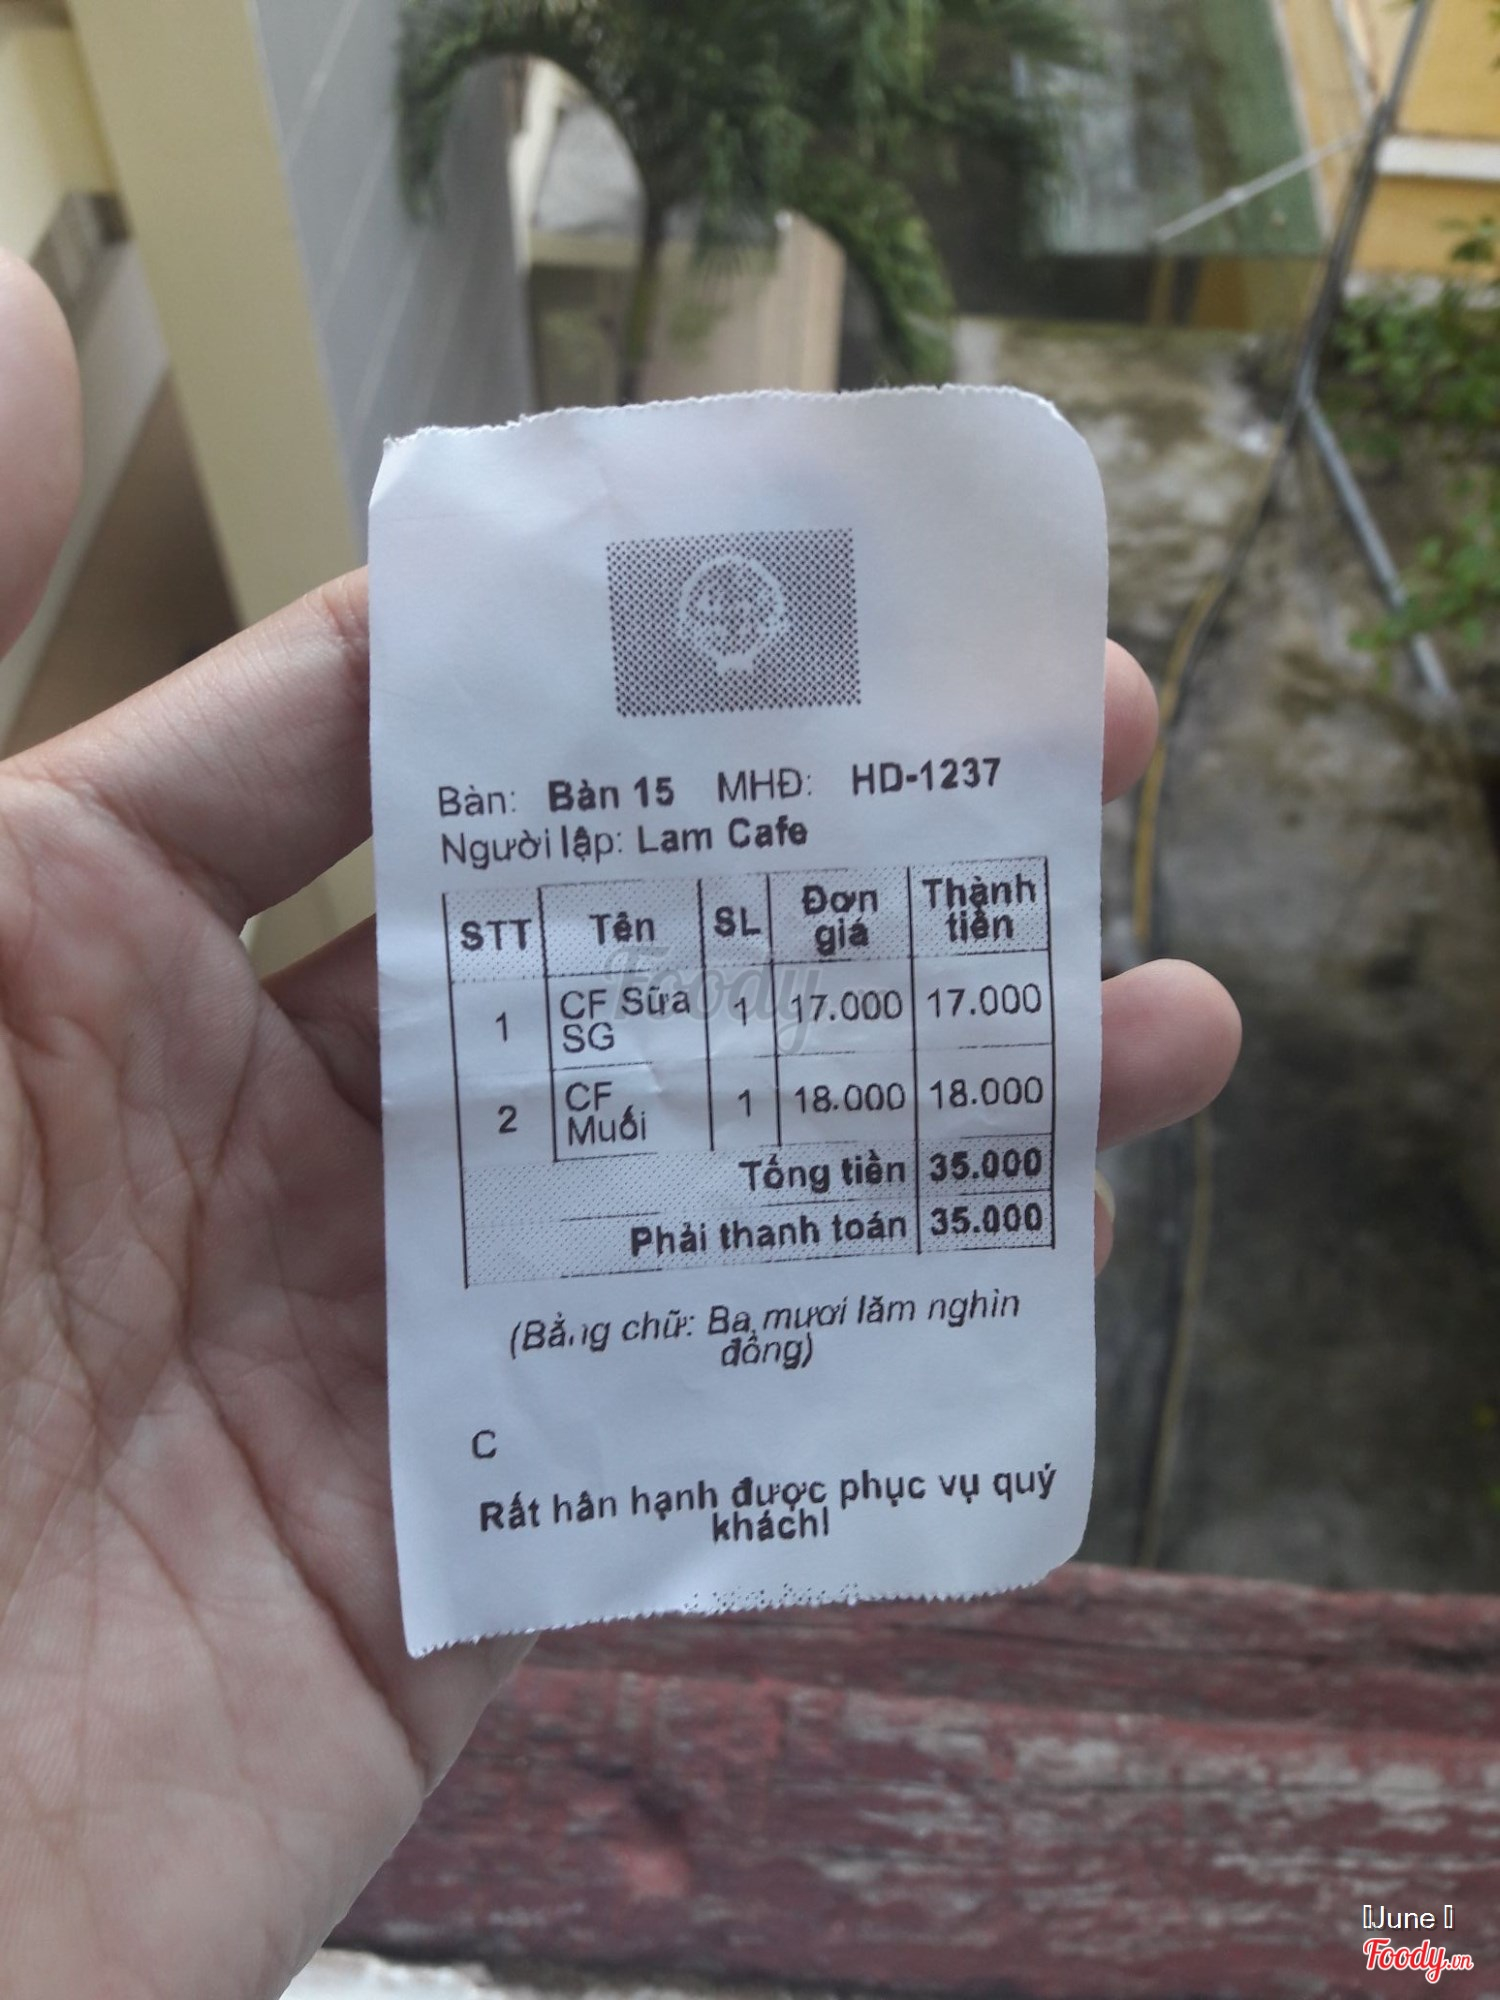 Bàn: Bàn 15 MHĐ: HD-1237
Người lập: Lam Cafe
STT Tên SL Đơn giá Thành tiền
1 CF Sữa SG 1 17.000 17.000
2 CF Muối 1 18.000 18.000
Tổng tiền 35.000
Phải thanh toán 35.000
(Bằng chữ: Ba mươi lăm nghìn
đồng)
C
Rất hân hạnh được phục vụ quý
khách!
Foody.vn
June
Foody.vn